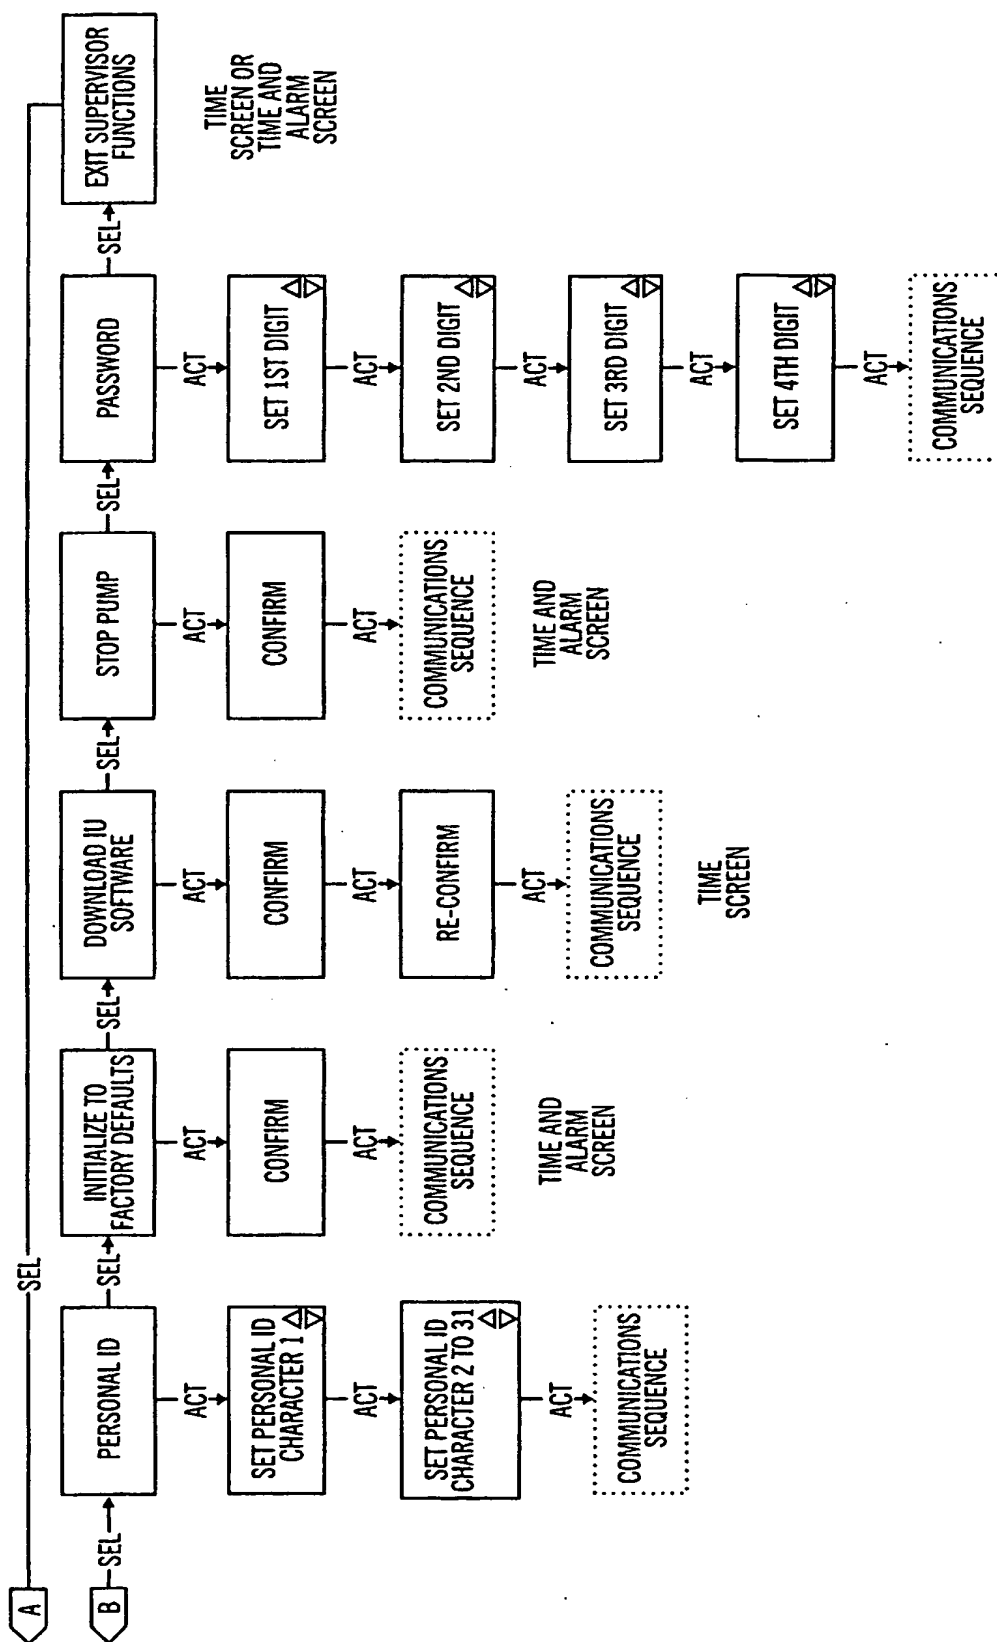 A
SEL
B
SEL
PERSONAL ID
ACT
SET PERSONAL ID
CHARACTER 1
ACT
SET PERSONAL ID
CHARACTER 2 TO 31
ACT
COMMUNICATIONS
SEQUENCE
SEL
INITIALIZE TO
FACTORY DEFAULTS
ACT
CONFIRM
ACT
COMMUNICATIONS
SEQUENCE
TIME AND
ALARM
SCREEN
SEL
DOWNLOAD IU
SOFTWARE
ACT
CONFIRM
ACT
RE-CONFIRM
ACT
COMMUNICATIONS
SEQUENCE
TIME
SCREEN
SEL
STOP PUMP
ACT
CONFIRM
ACT
COMMUNICATIONS
SEQUENCE
TIME AND
ALARM
SCREEN
SEL
PASSWORD
ACT
SET 1ST DIGIT
ACT
SET 2ND DIGIT
ACT
SET 3RD DIGIT
ACT
SET 4TH DIGIT
ACT
COMMUNICATIONS
SEQUENCE
SEL
EXIT SUPERVISOR
FUNCTIONS
TIME
SCREEN OR
TIME AND
ALARM
SCREEN